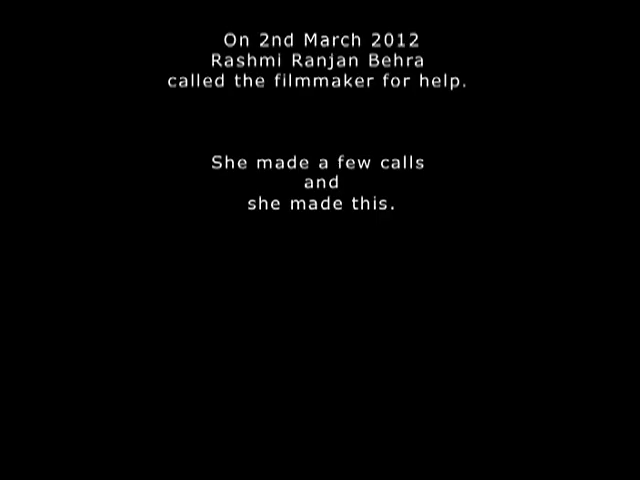 On 2nd March 2012
Rashmi Ranjan Behra
called the filmmaker for help.
She made a few calls
and
she made this.